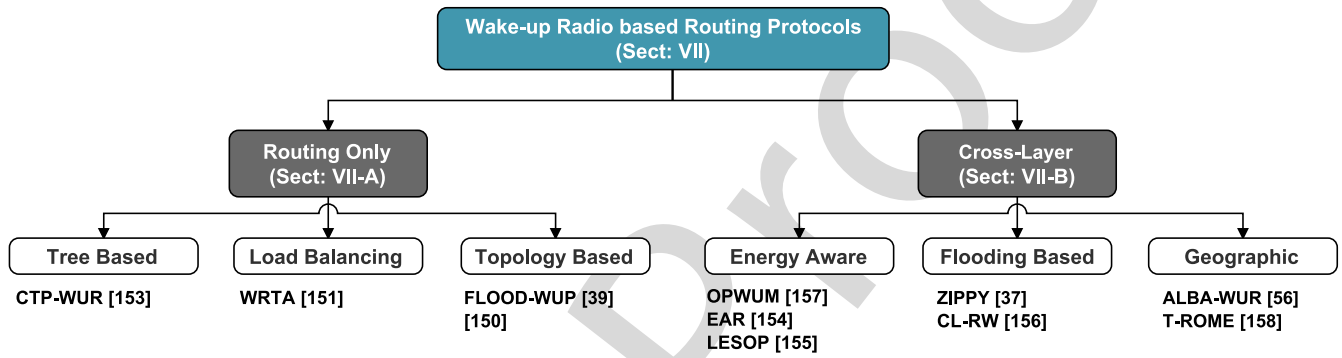 Wake-up Radio based Routing Protocols
(Sect: VII)
Routing Only
(Sect: VII-A)
Cross-Layer
(Sect: VII-B)
Tree Based
Load Balancing
Topology Based
Energy Aware
Flooding Based
Geographic
CTP-WUR [153]
WRTA [151]
FLOOD-WUP [39]
[150]
OPWUM [157]
EAR [154]
LESOP [155]
ZIPPY [37]
CL-RW [156]
ALBA-WUR [56]
T-ROME [158]